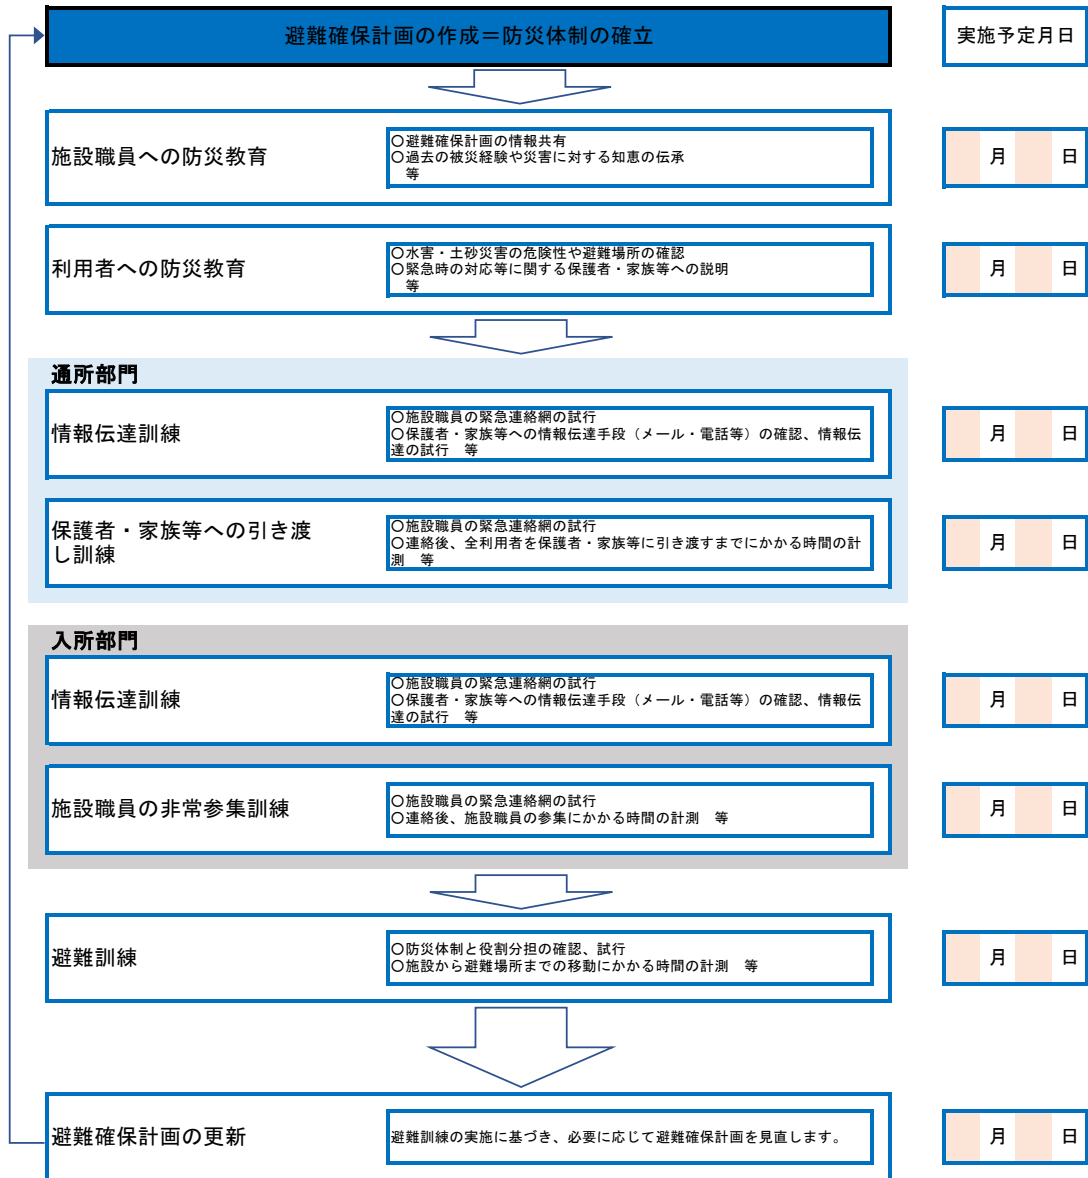 避難確保計画の作成＝防災体制の確立
実施予定月日
施設職員への防災教育
〇避難確保計画の情報共有
〇過去の被災経験や災害に対する知恵の伝承
等
月 日
利用者への防災教育
〇水害・土砂災害の危険性や避難場所の確認
〇緊急時の対応等に関する保護者・家族等への説明
等
月 日
通所部門
情報伝達訓練
〇施設職員の緊急連絡網の試行
〇保護者・家族等への情報伝達手段（メール・電話等）の確認、情報伝
達の試行　等
月 日
保護者・家族等への引き渡
し訓練
〇施設職員の緊急連絡網の試行
〇連絡後、全利用者を保護者・家族等に引き渡すまでにかかる時間の計
測　等
月 日
入所部門
情報伝達訓練
〇施設職員の緊急連絡網の試行
〇保護者・家族等への情報伝達手段（メール・電話等）の確認、情報伝
達の試行　等
月 日
施設職員の非常参集訓練
〇施設職員の緊急連絡網の試行
〇連絡後、施設職員の参集にかかる時間の計測　等
月 日
避難訓練
〇防災体制と役割分担の確認、試行
〇施設から避難場所までの移動にかかる時間の計測　等
月 日
避難確保計画の更新
避難訓練の実施に基づき、必要に応じて避難確保計画を見直します。
月 日